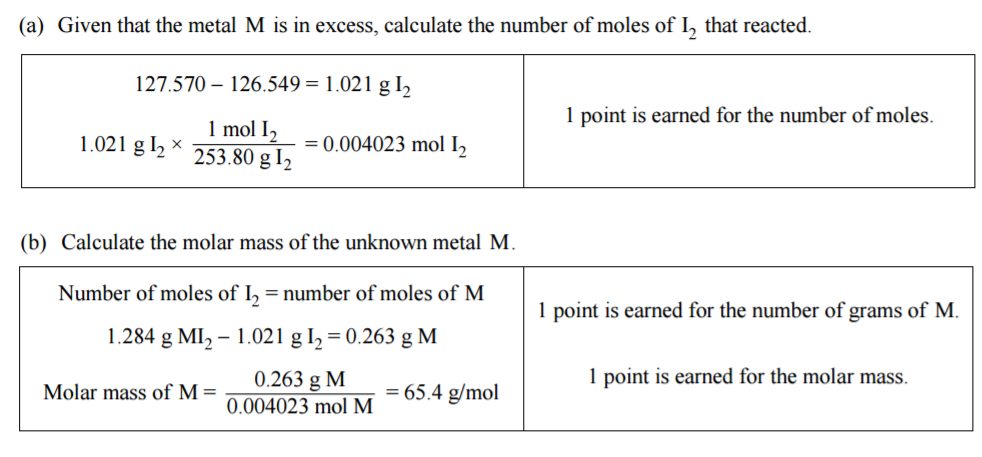 (a) Given that the metal M is in excess, calculate the number of moles of I₂ that reacted.
127.570 – 126.549 = 1.021 g I₂
1.021 g I₂ × 1 mol I₂ / 253.80 g I₂ = 0.004023 mol I₂
1 point is earned for the number of moles.
(b) Calculate the molar mass of the unknown metal M.
Number of moles of I₂ = number of moles of M
1.284 g MI₂ – 1.021 g I₂ = 0.263 g M
Molar mass of M = 0.263 g M / 0.004023 mol M = 65.4 g/mol
1 point is earned for the number of grams of M.
1 point is earned for the molar mass.